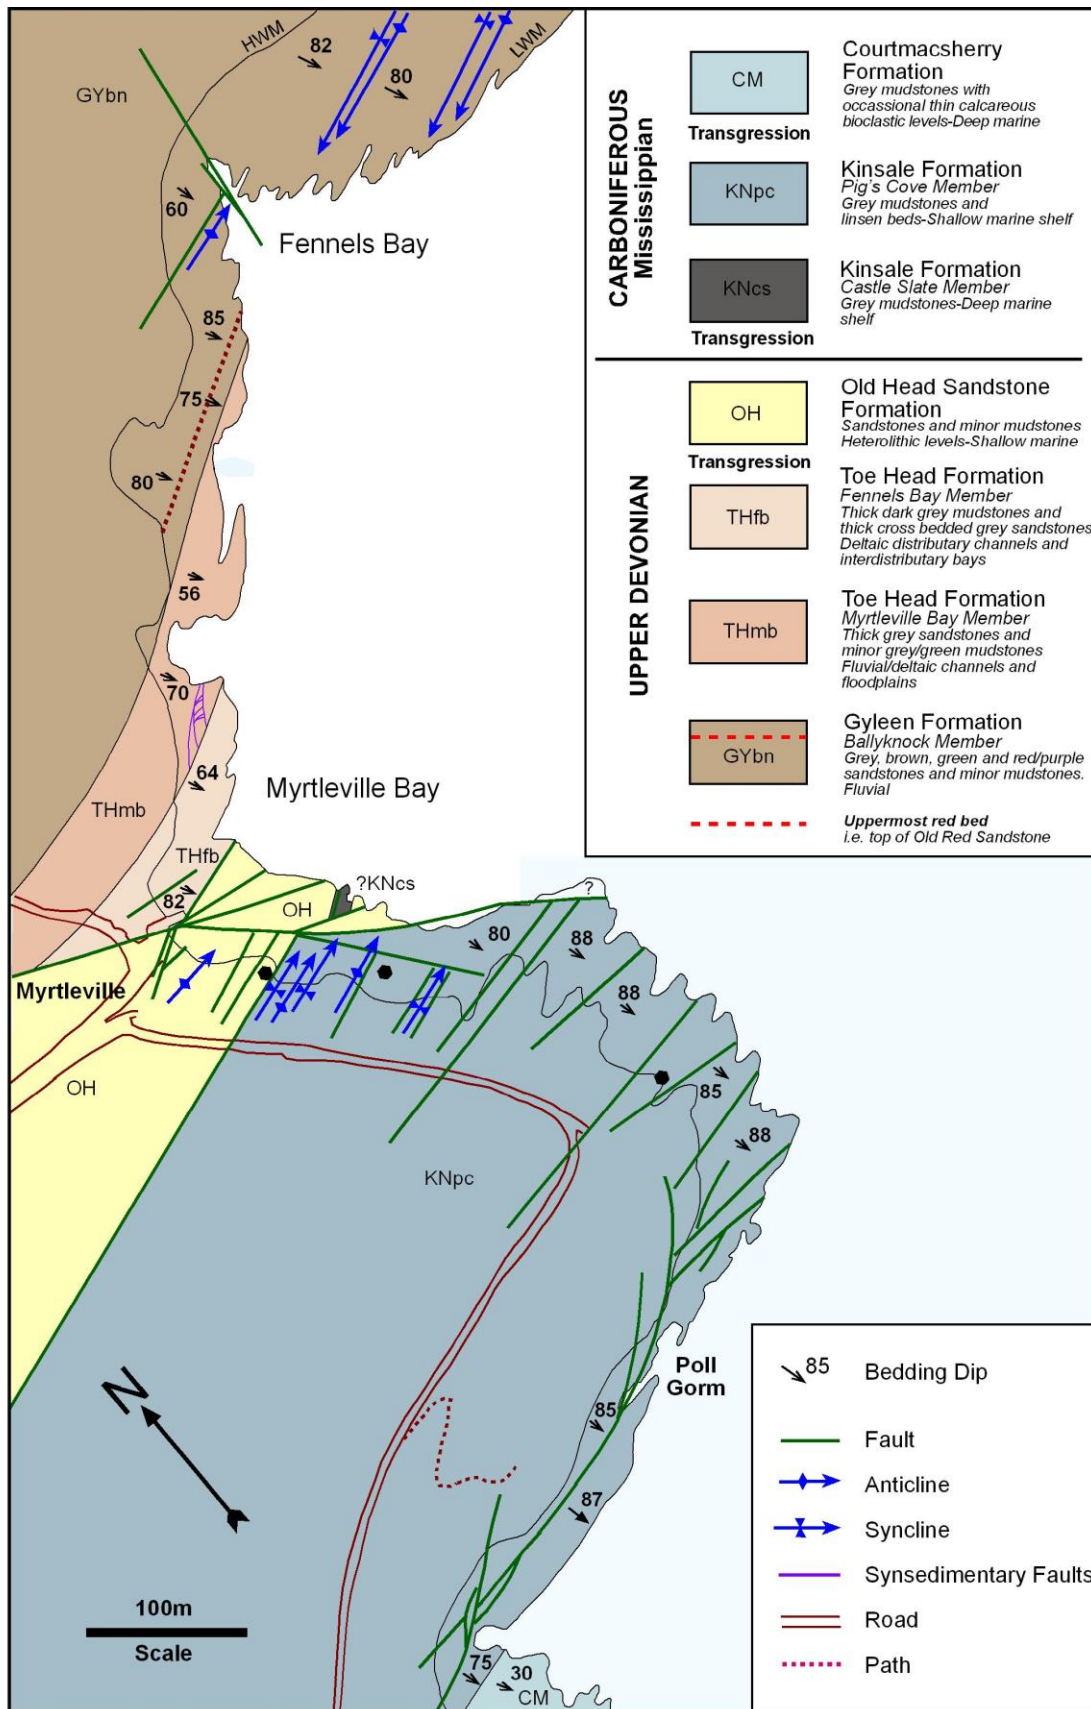 HWM
82
80
LWM
GYbn
60
Fennels Bay
85
75
80
56
70
64
Myrtleville Bay
THmb
THfb
82
?KNcs
OH
?
80
88
88
Myrtleville
OH
85
88
KNpc
N
Poll
Gorm
85
87
100m
Scale
75
30
CM
CARBONIFEROUS
Mississippian
CM
Courtmacsherry
Formation
Grey mudstones with
occassional thin calcareous
bioclastic levels-Deep marine
Transgression
KNpc
Kinsale Formation
Pig's Cove Member
Grey mudstones and
linsen beds-Shallow marine shelf
KNcs
Kinsale Formation
Castle Slate Member
Grey mudstones-Deep marine
shelf
Transgression
UPPER DEVONIAN
OH
Old Head Sandstone
Formation
Sandstones and minor mudstones
Heterolithic levels-Shallow marine
Transgression
THfb
Toe Head Formation
Fennels Bay Member
Thick dark grey mudstones and
thick cross bedded grey sandstones
Deltaic distributary channels and
interdistributary bays
THmb
Toe Head Formation
Myrtleville Bay Member
Thick grey sandstones and
minor grey/green mudstones
Fluvial/deltaic channels and
floodplains
GYbn
Gyleen Formation
Ballyknock Member
Grey, brown, green and red/purple
sandstones and minor mudstones.
Fluvial
Uppermost red bed
i.e. top of Old Red Sandstone
85
Bedding Dip
Fault
Anticline
Syncline
Synsedimentary Faults
Road
Path